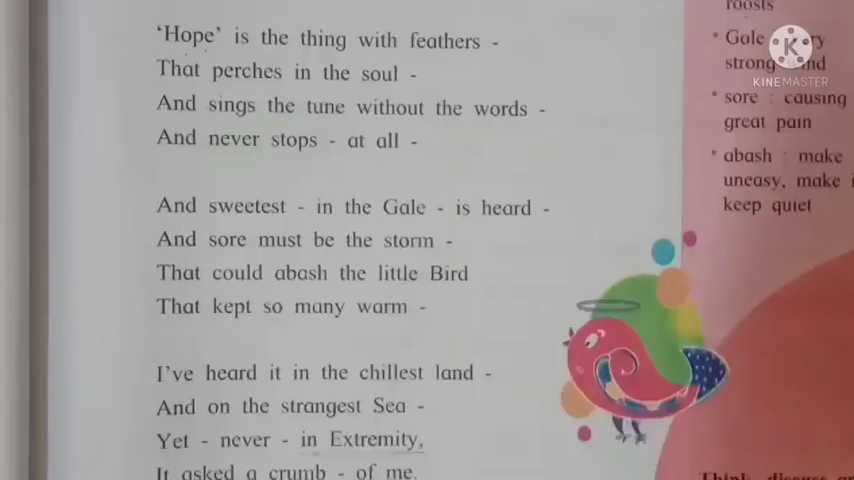 'Hope' is the thing with feathers -
That perches in the soul -
And sings the tune without the words -
And never stops - at all -
And sweetest - in the Gale - is heard -
And sore must be the storm -
That could abash the little Bird
That kept so many warm -
I've heard it in the chillest land -
And on the strangest Sea -
Yet - never - in Extremity,
It asked a crumb - of me.
roosts
• Gale
strong
• sore : causing
great pain
• abash : make
uneasy, make
keep quiet
K
KINEMASTER
Think, discuss